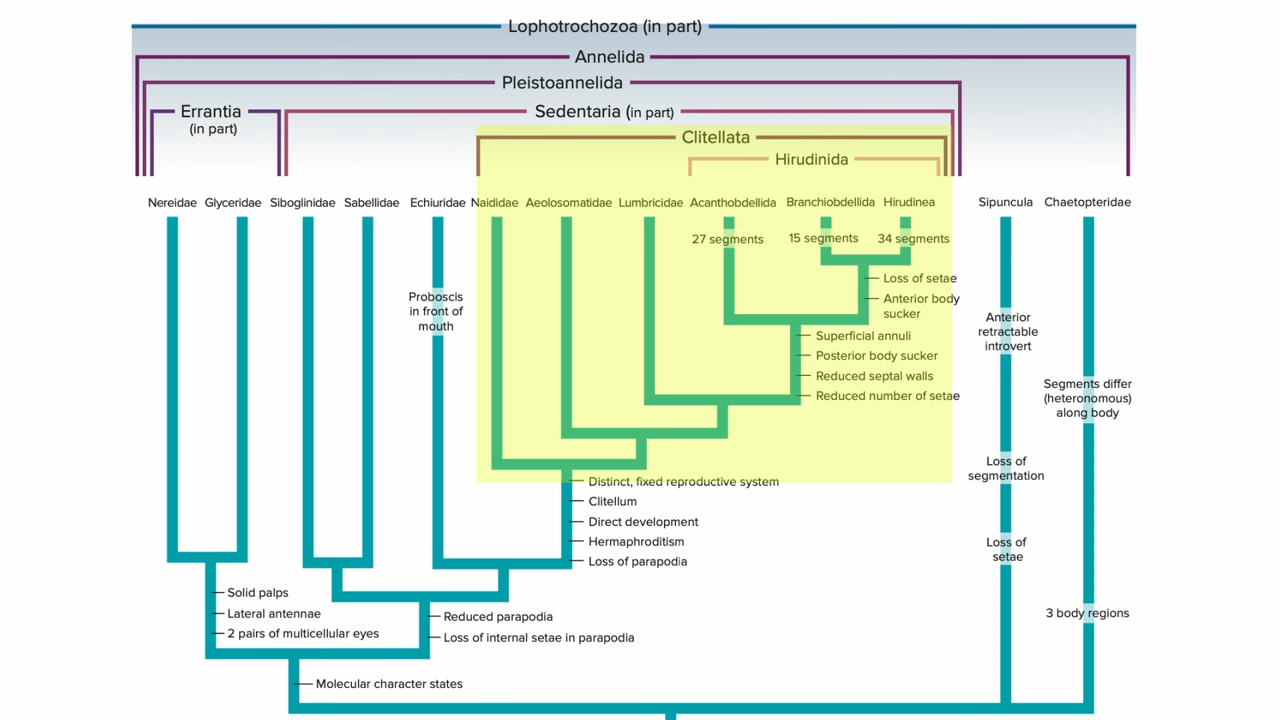 Lophotrochozoa (in part)
Annelida
Pleistoannelida
Errantia
(in part)
Sedentaria (in part)
Clitellata
Hirudinida
Nereidae
Glyceridae
Siboglinidae
Sabellidae
Echiuridae
Naididae
Aeolosomatidae
Lumbricidae
Acanthobdellida
Branchiobdellida
Hirudinea
Sipuncula
Chaetopteridae
27 segments
15 segments
34 segments
Loss of setae
Anterior body
sucker
Proboscis
in front of
mouth
Superficial annuli
Posterior body sucker
Reduced septal walls
Reduced number of setae
Anterior
retractable
introvert
Segments differ
(heteronomous)
along body
Loss of
segmentation
Distinct, fixed reproductive system
Clitellum
Direct development
Hermaphroditism
Loss of parapodia
Loss of
setae
Solid palps
Lateral antennae
2 pairs of multicellular eyes
Reduced parapodia
Loss of internal setae in parapodia
3 body regions
Molecular character states